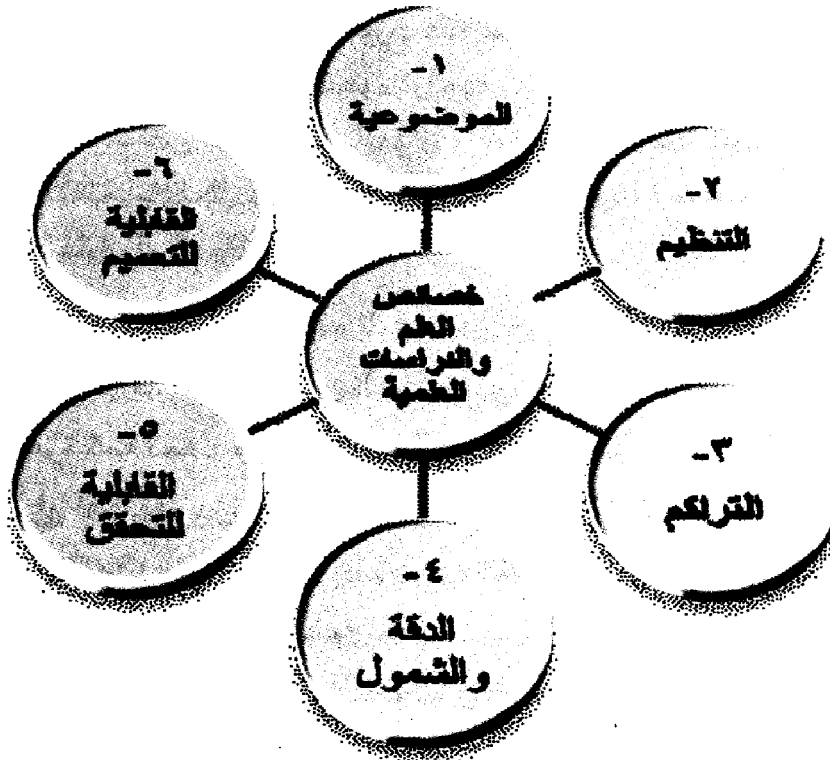 خصائص
العلم
والدراسات
العلمية
١-
الموضوعية
٢-
التنظيم
٣-
التراكم
٤-
الدقة
والشمول
٥-
القابلية
للتحقق
٦-
القابلية
للتعميم